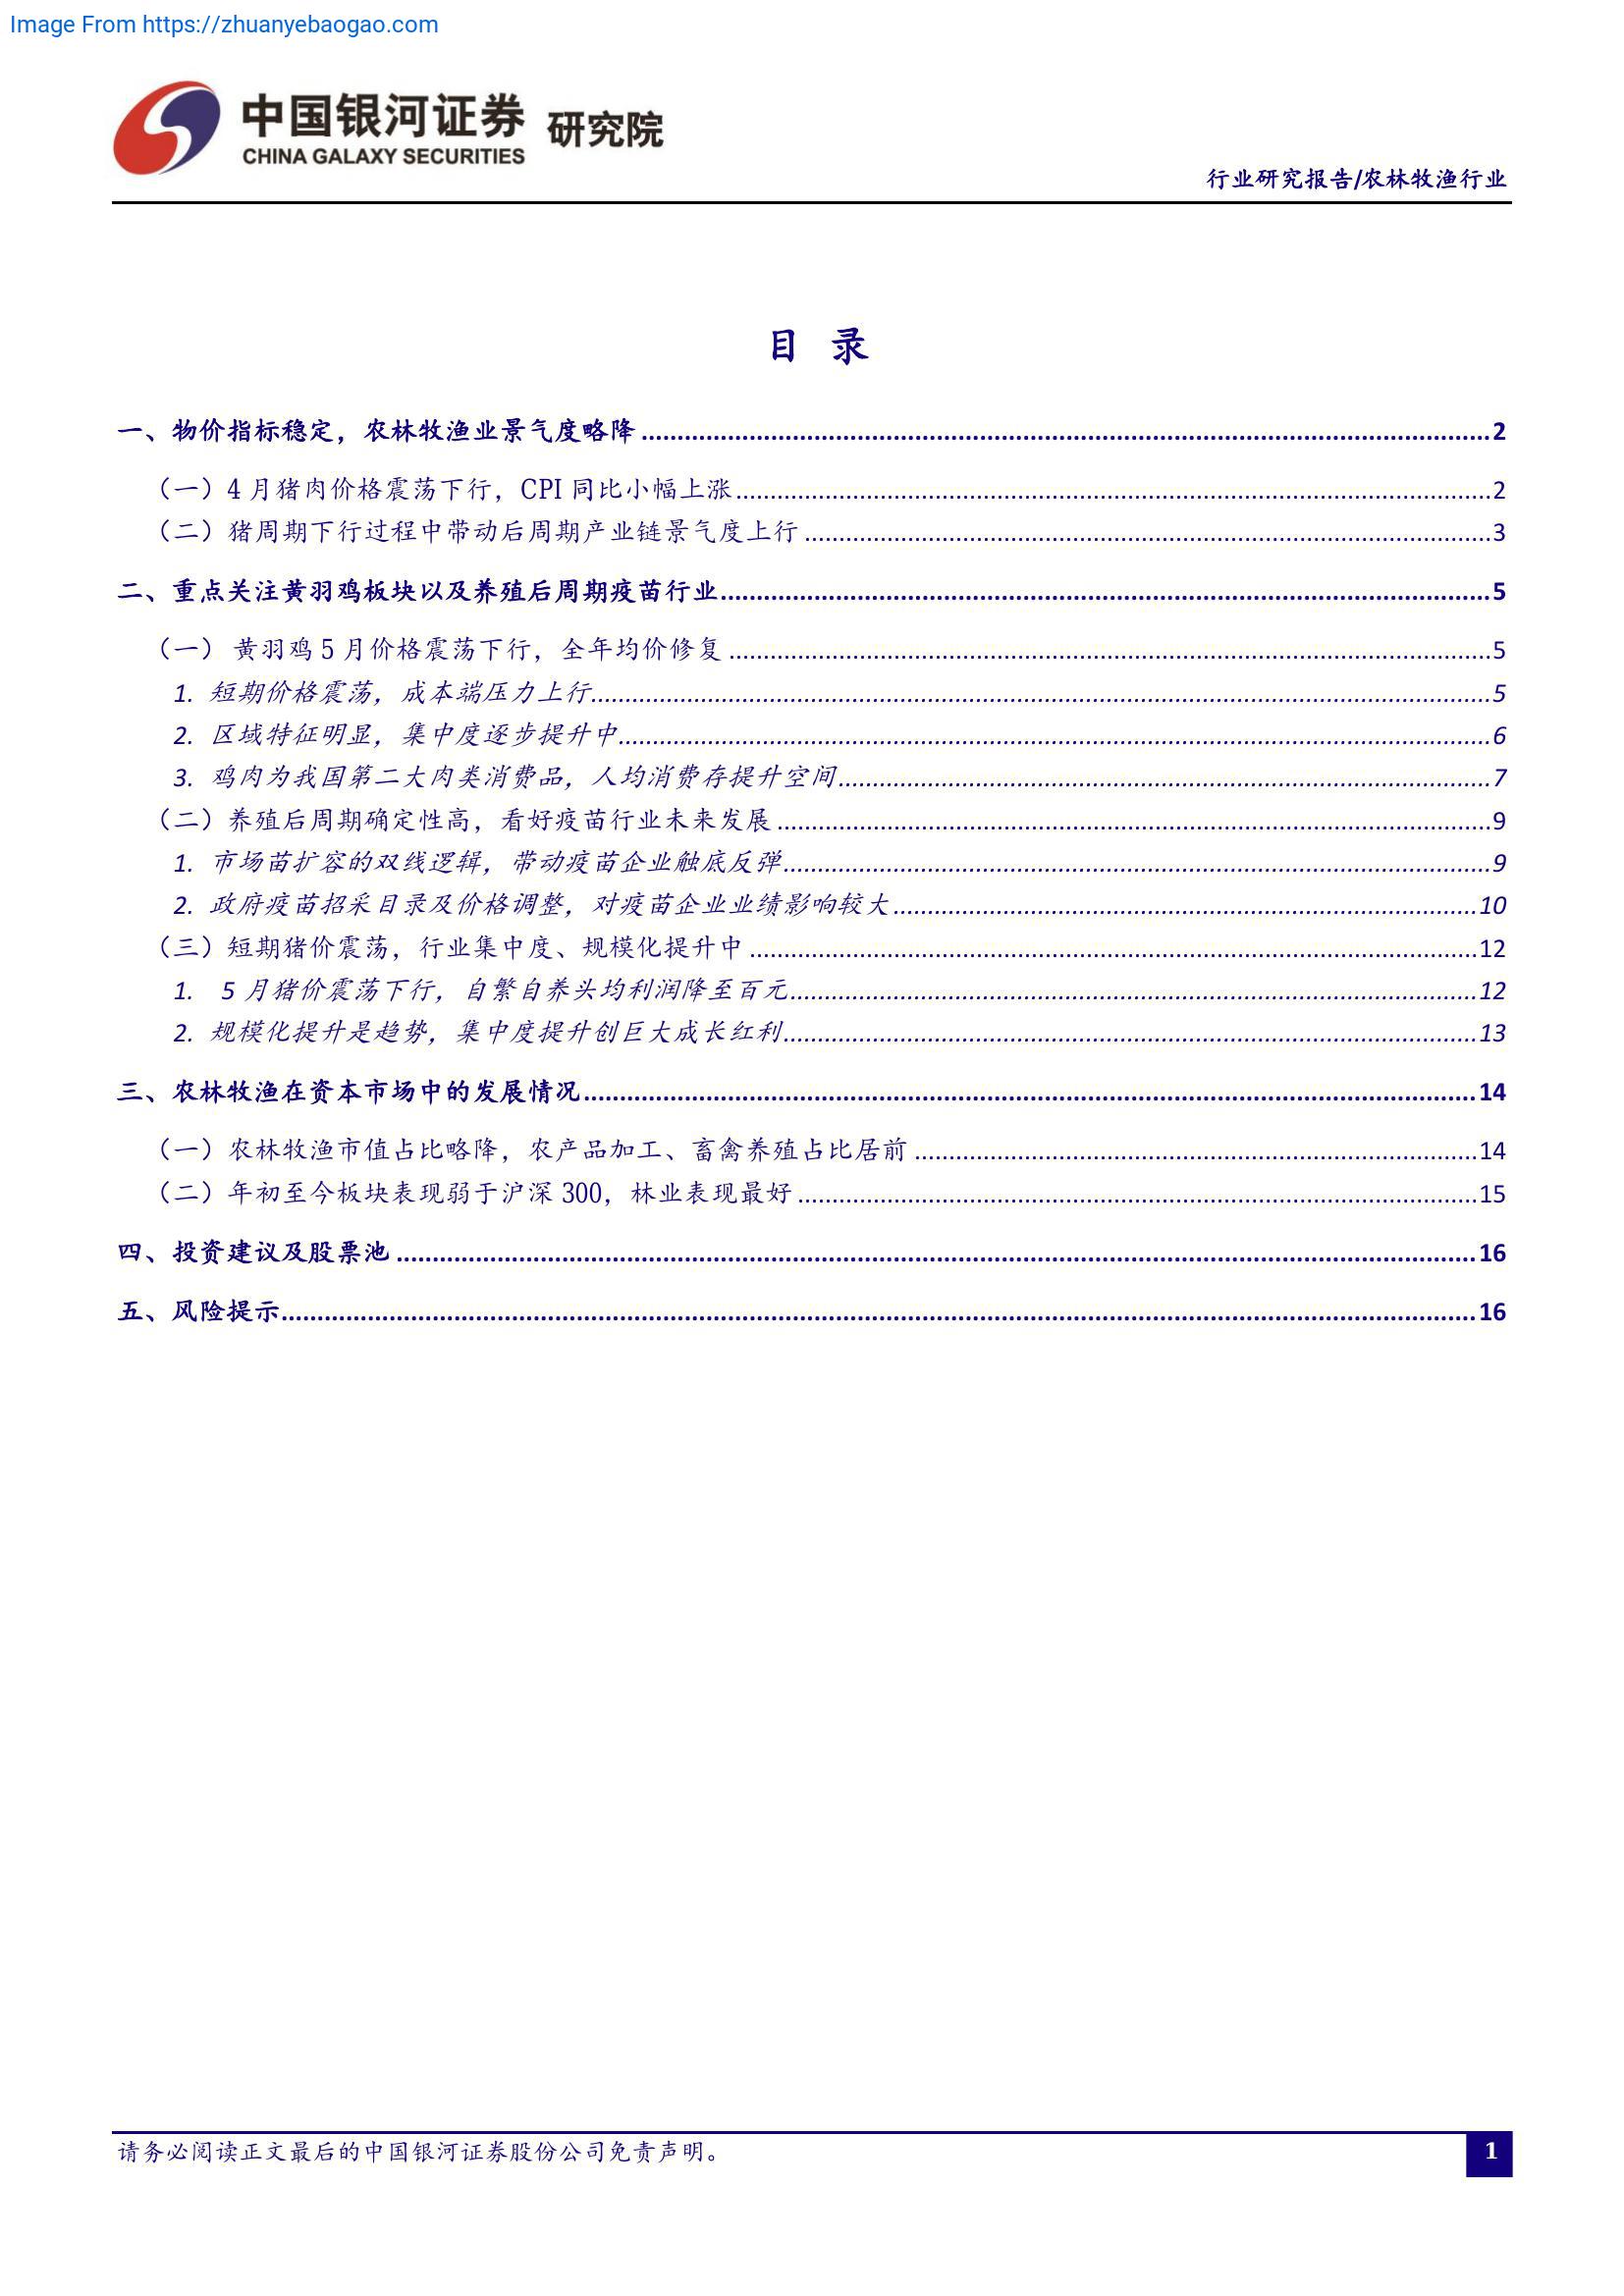 Image From https://zhuanyebaogao.com
中国银河证券 研究院
CHINA GALAXY SECURITIES
行业研究报告/农林牧渔行业
目 录
一、物价指标稳定，农林牧渔业景气度略降 2
（一）4 月猪肉价格震荡下行，CPI 同比小幅上涨 2
（二）猪周期下行过程中带动后周期产业链景气度上行 3
二、重点关注黄羽鸡板块以及养殖后周期疫苗行业 5
（一） 黄羽鸡 5 月价格震荡下行，全年均价修复 5
1. 短期价格震荡，成本端压力上行 5
2. 区域特征明显，集中度逐步提升中 6
3. 鸡肉为我国第二大肉类消费品，人均消费存提升空间 7
（二）养殖后周期确定性高，看好疫苗行业未来发展 9
1. 市场苗扩容的双线逻辑，带动疫苗企业触底反弹 9
2. 政府疫苗招采目录及价格调整，对疫苗企业业绩影响较大 10
（三）短期猪价震荡，行业集中度、规模化提升中 12
1. 5 月猪价震荡下行，自繁自养头均利润降至百元 12
2. 规模化提升是趋势，集中度提升创巨大成长红利 13
三、农林牧渔在资本市场中的发展情况 14
（一）农林牧渔市值占比略降，农产品加工、畜禽养殖占比居前 14
（二）年初至今板块表现弱于沪深 300，林业表现最好 15
四、投资建议及股票池 16
五、风险提示 16
请务必阅读正文最后的中国银河证券股份公司免责声明。
1